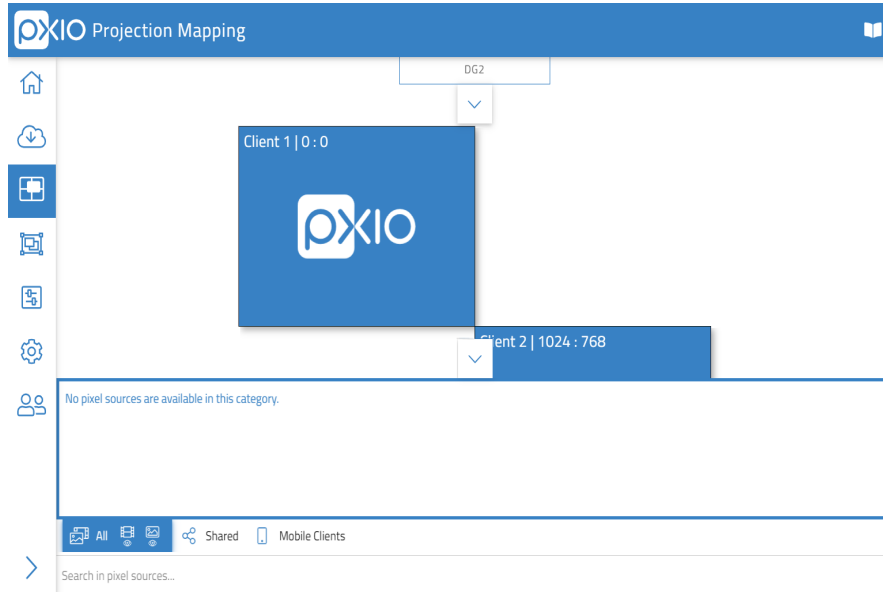 pxio Projection Mapping
DG2
Client 1 | 0 : 0
pxio
Client 2 | 1024 : 768
No pixel sources are available in this category.
All
Shared
Mobile Clients
Search in pixel sources...